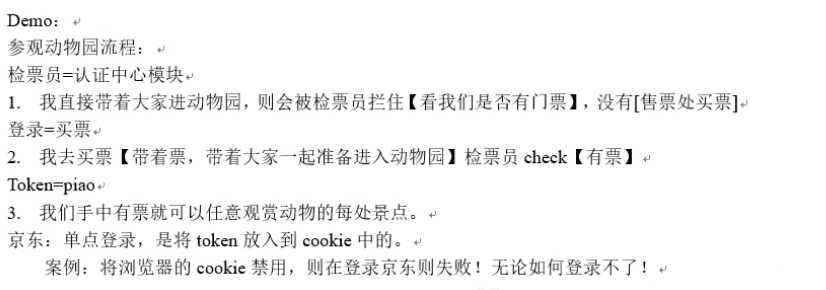 Demo：
参观动物园流程：
检票员=认证中心模块
1. 我直接带着大家进动物园，则会被检票员拦住【看我们是否有门票】，没有[售票处买票]
登录=买票
2. 我去买票【带着票，带着大家一起准备进入动物园】检票员 check【有票】
Token=piao
3. 我们手中有票就可以任意观赏动物的每处景点。
京东：单点登录，是将 token 放入到 cookie 中的。
案例：将浏览器的 cookie 禁用，则在登录京东则失败！无论如何登录不了！